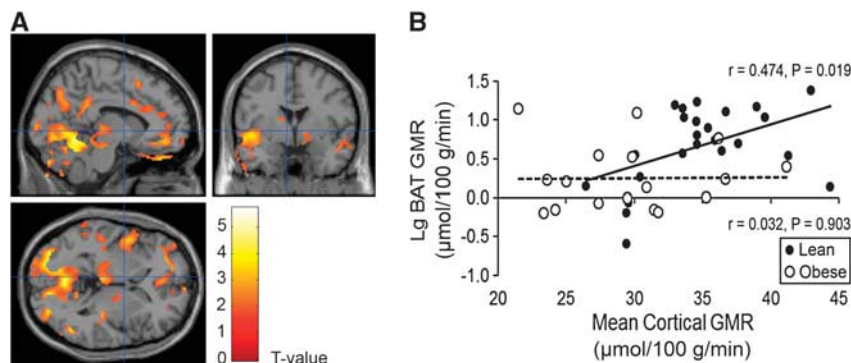 A
5
4
3
2
1
0
T-value
B
r = 0.474, P = 0.019
Lg BAT GMR
(µmol/100 g/min)
1.5
1.0
0.5
0.0
-0.5
-1.0
r = 0.032, P = 0.903
Lean
Obese
20
25
30
35
40
45
Mean Cortical GMR
(µmol/100 g/min)